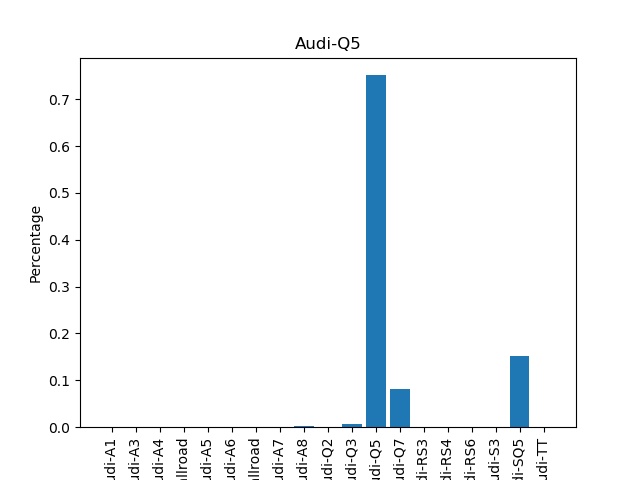 Audi-Q5
Percentage
0.7
0.6
0.5
0.4
0.3
0.2
0.1
0.0
udi-A1
udi-A3
udi-A4
allroad
udi-A5
udi-A6
allroad
udi-A7
udi-A8
udi-Q2
udi-Q3
udi-Q5
udi-Q7
di-RS3
di-RS4
di-RS6
udi-S3
di-SQ5
udi-TT